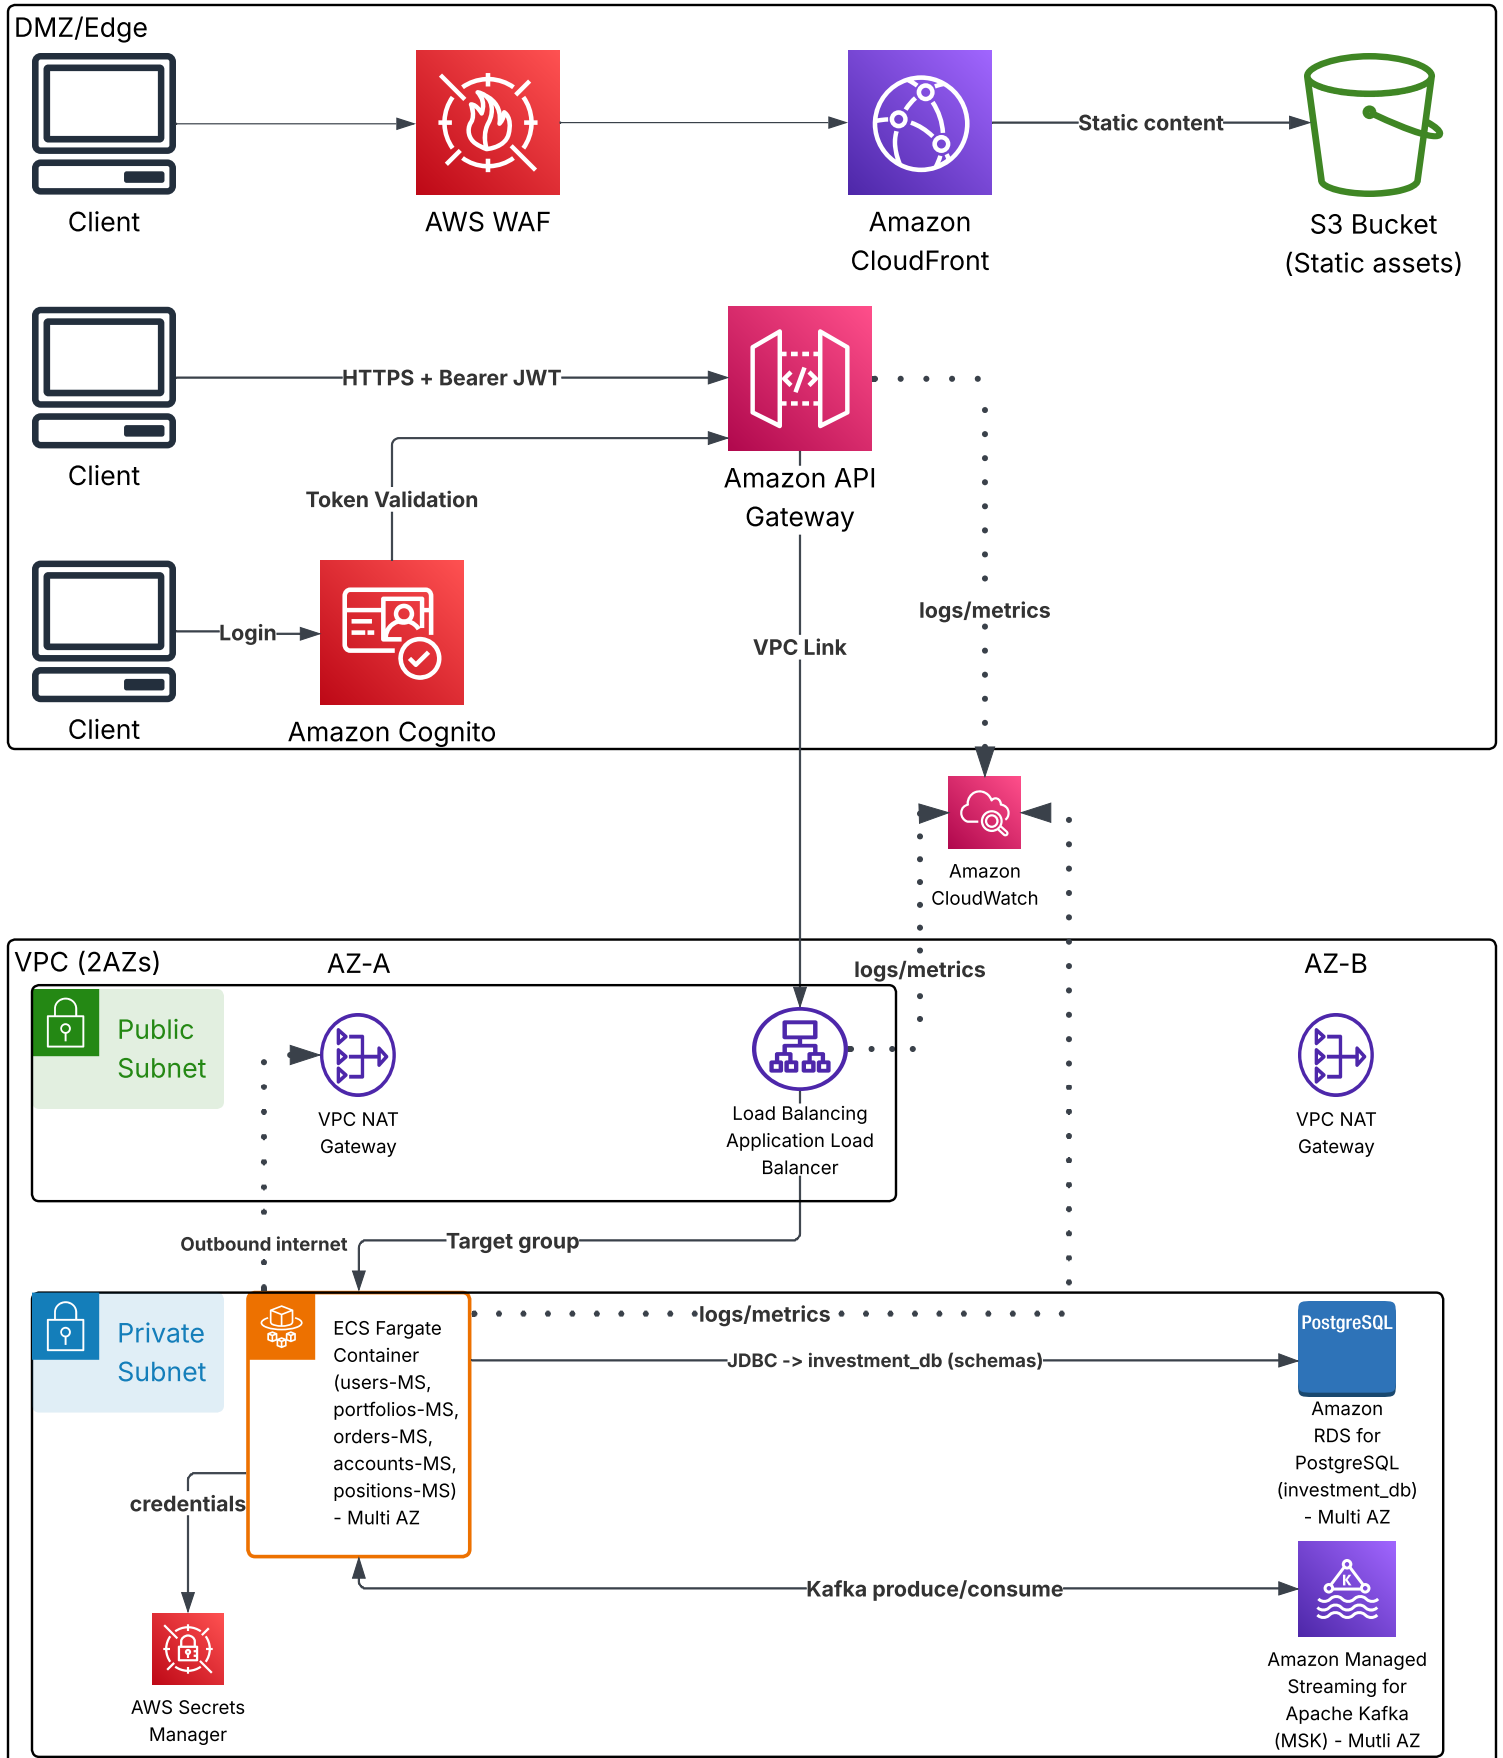 DMZ/Edge
Client
AWS WAF
Amazon
CloudFront
Static content
S3 Bucket
(Static assets)
Client
HTTPS + Bearer JWT
Amazon API
Gateway
Token Validation
Client
Login
Amazon Cognito
VPC Link
logs/metrics
Amazon
CloudWatch
VPC (2AZs)
AZ-A
logs/metrics
AZ-B
Public
Subnet
VPC NAT
Gateway
Load Balancing
Application Load
Balancer
VPC NAT
Gateway
Outbound internet
Target group
Private
Subnet
ECS Fargate
Container
(users-MS,
portfolios-MS,
orders-MS,
accounts-MS,
positions-MS)
- Multi AZ
logs/metrics
JDBC -> investment_db (schemas)
PostgreSQL
Amazon
RDS for
PostgreSQL
(investment_db)
- Multi AZ
credentials
Kafka produce/consume
K
AWS Secrets
Manager
Amazon Managed
Streaming for
Apache Kafka
(MSK) - Mutli AZ